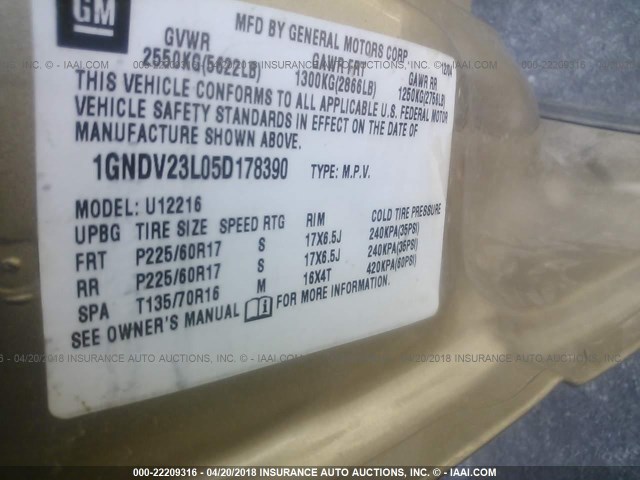 GM
MFD BY GENERAL MOTORS CORP
GVWR GAWR FRT GAWR RR 12/04
2550KG(5622LB) 1300KG(2866LB) 1250KG(2756LB)
THIS VEHICLE CONFORMS TO ALL APPLICABLE U.S. FEDERAL MOTOR
VEHICLE SAFETY STANDARDS IN EFFECT ON THE DATE OF
MANUFACTURE SHOWN ABOVE.
1GNDV23L05D178390 TYPE: M.P.V.
MODEL: U12216
UPBG TIRE SIZE SPEED RTG RIM COLD TIRE PRESSURE
FRT P225/60R17 S 17X6.5J 240KPA(35PSI)
RR P225/60R17 S 17X6.5J 240KPA(35PSI)
SPA T135/70R16 M 16X4T 420KPA(60PSI)
SEE OWNER'S MANUAL FOR MORE INFORMATION.
000-22209316 - 04/20/2018 INSURANCE AUTO AUCTIONS, INC. - © IAAI.COM